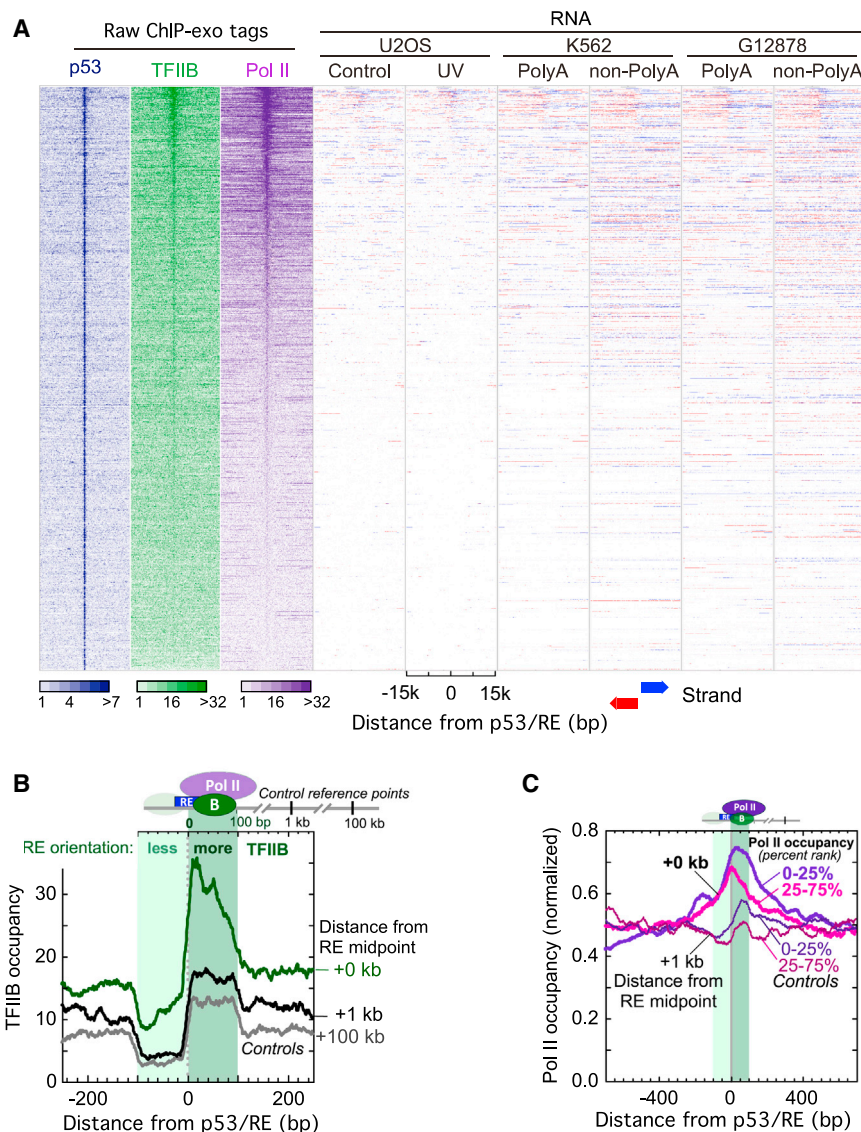 A
Raw ChIP-exo tags
RNA
U2OS K562 G12878
p53 TFIIB Pol II Control UV PolyA non-PolyA PolyA non-PolyA
1 4 >7 1 16 >32 1 16 >32
-15k 0 15k
Strand
Distance from p53/RE (bp)
B
Pol II
RE B
Control reference points
0 100 bp 1 kb 100 kb
RE orientation: less more TFIIB
30
20
10
0
TFIIB occupancy
Distance from
RE midpoint
+0 kb
+1 kb
+100 kb
Controls
-200 0 200
Distance from p53/RE (bp)
C
Pol II
RE B
0.8
0.6
0.4
0.2
0.0
Pol II occupancy (normalized)
Pol II occupancy
(percent rank)
+0 kb
0-25%
25-75%
+1 kb
0-25%
25-75%
Distance from
RE midpoint
Controls
-400 0 400
Distance from p53/RE (bp)